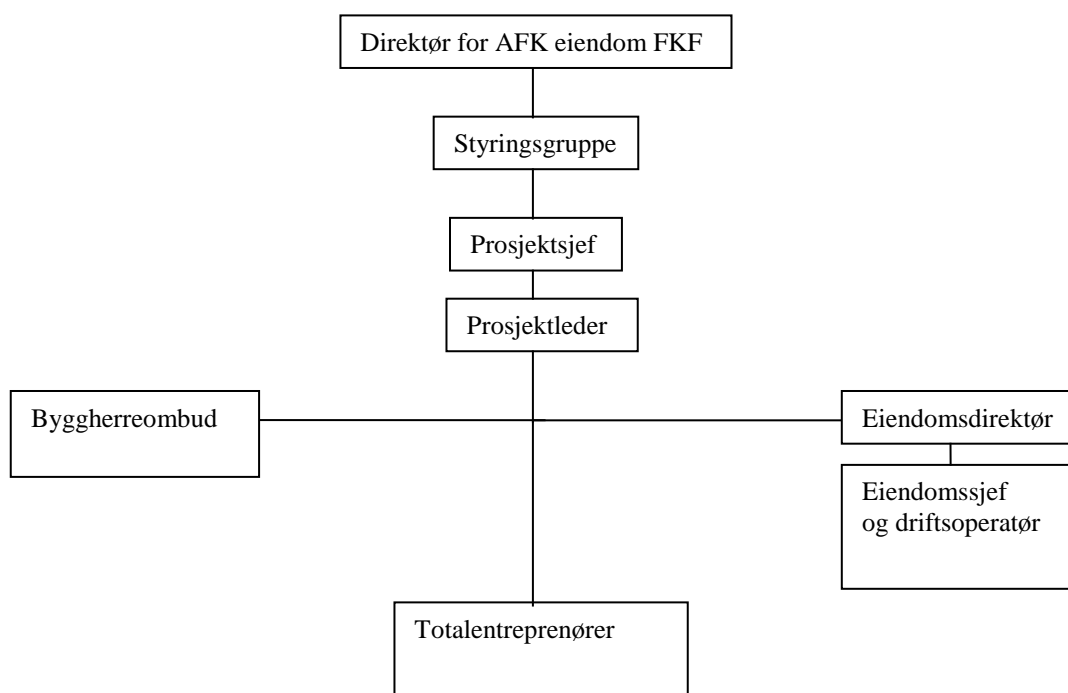 Direktør for AFK eiendom FKF
Styringsgruppe
Prosjektsjef
Prosjektleder
Byggherreombud
Eiendomsdirektør
Eiendomssjef
og driftsoperatør
Totalentreprenører